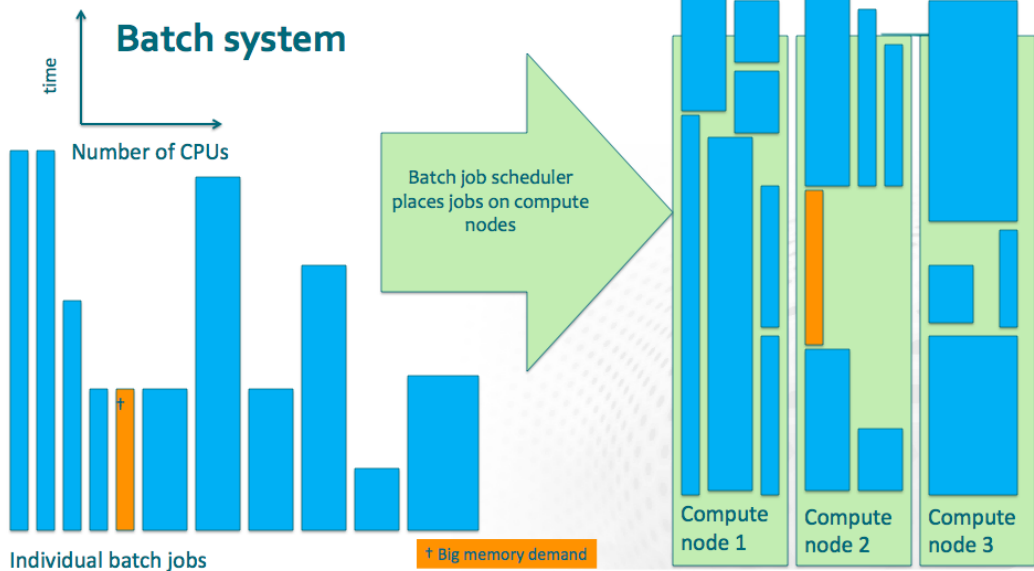 Batch system
time
Number of CPUs
Batch job scheduler
places jobs on compute
nodes
†
Individual batch jobs
† Big memory demand
Compute
node 1
Compute
node 2
Compute
node 3